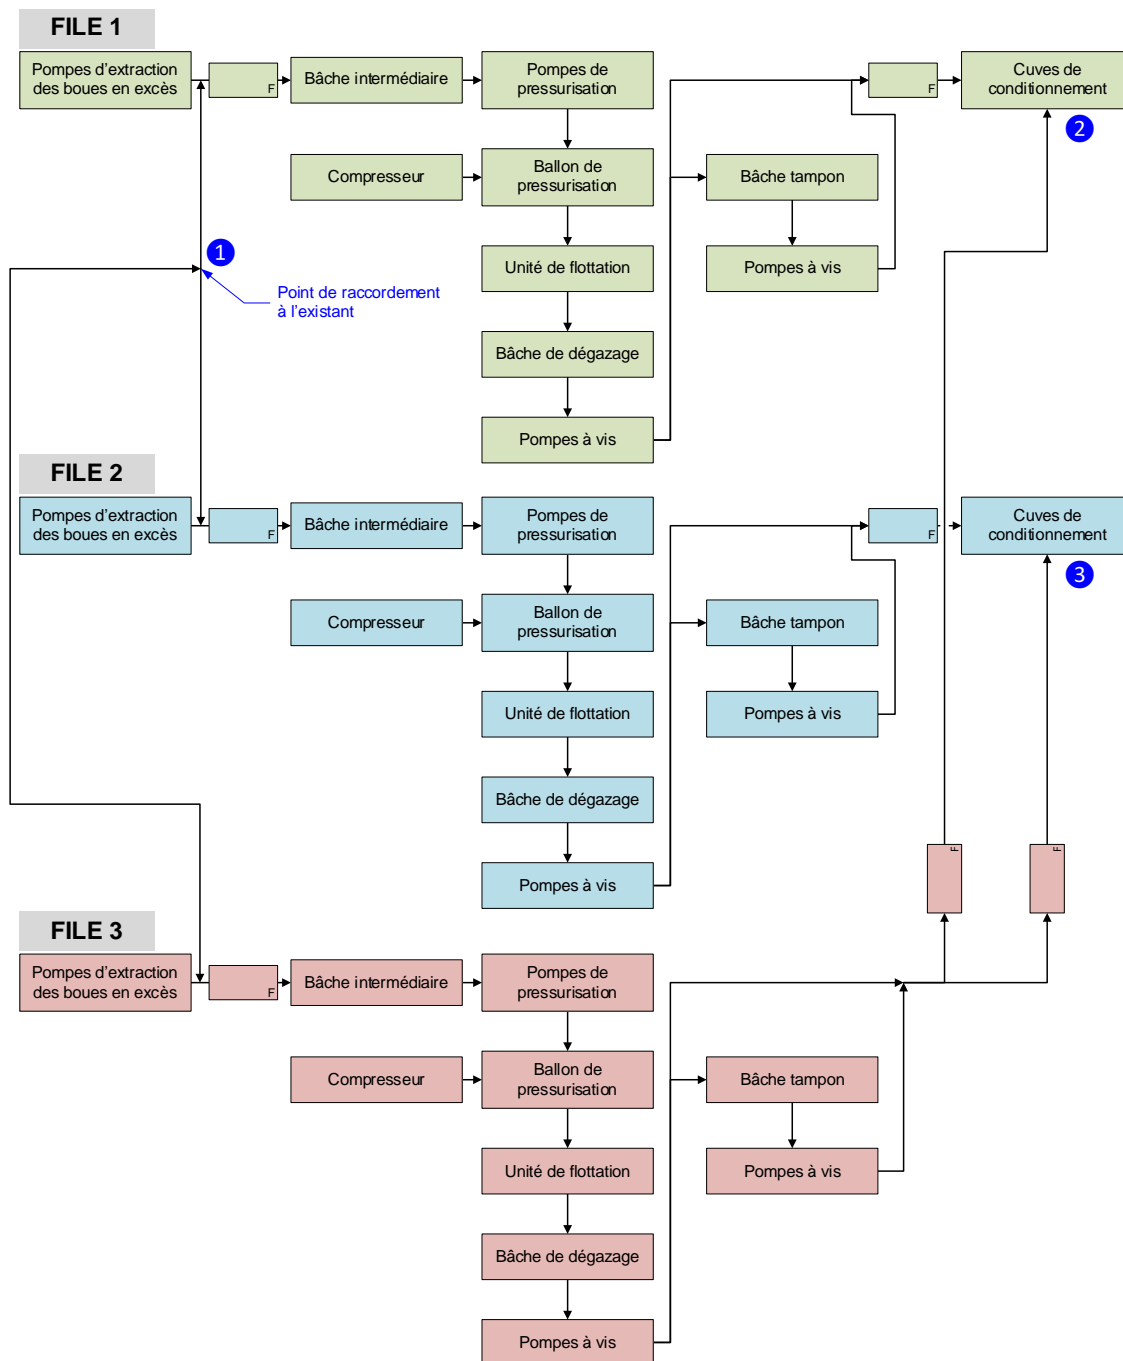 FILE 1
Pompes d'extraction
des boues en excès
F
Bâche intermédiaire
Pompes de
pressurisation
F
Cuves de
conditionnement
2
Compresseur
Ballon de
pressurisation
Bâche tampon
1
Unité de flottation
Pompes à vis
Point de raccordement
à l'existant
Bâche de dégazage
Pompes à vis
FILE 2
Pompes d'extraction
des boues en excès
F
Bâche intermédiaire
Pompes de
pressurisation
F
Cuves de
conditionnement
3
Compresseur
Ballon de
pressurisation
Bâche tampon
Unité de flottation
Pompes à vis
Bâche de dégazage
Pompes à vis
F
F
FILE 3
Pompes d'extraction
des boues en excès
F
Bâche intermédiaire
Pompes de
pressurisation
Compresseur
Ballon de
pressurisation
Bâche tampon
Unité de flottation
Pompes à vis
Bâche de dégazage
Pompes à vis